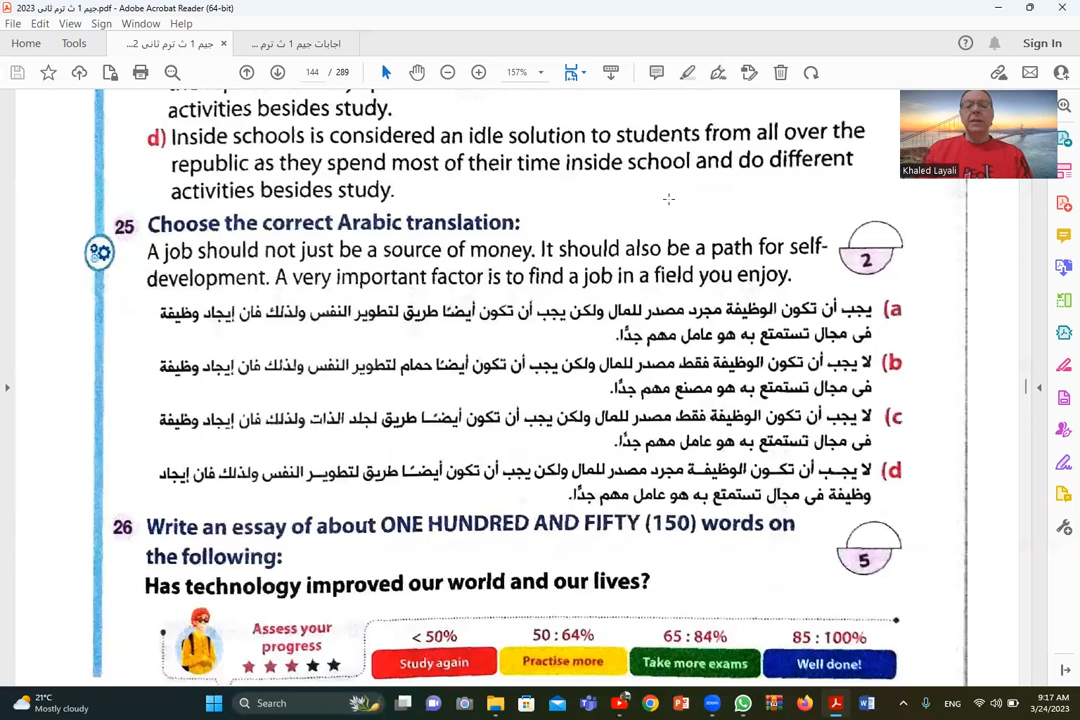 جيم 1 ث ترم ثانى 2023.pdf - Adobe Acrobat Reader (64-bit)
File Edit View Sign Window Help
Home Tools جيم 1 ث ترم ثانى 2... × اجابات جيم 1 ث ترم ... Sign In
144 / 289 157%
activities besides study.
d) Inside schools is considered an idle solution to students from all over the
republic as they spend most of their time inside school and do different
activities besides study.
Khaled Layali
25 Choose the correct Arabic translation:
A job should not just be a source of money. It should also be a path for self-
development. A very important factor is to find a job in a field you enjoy.
2
a) يجب أن تكون الوظيفة مجرد مصدر للمال ولكن يجب أن تكون أيضًا طريق لتطوير النفس ولذلك فان إيجاد وظيفة
فى مجال تستمتع به هو عامل مهم جدًّا.
b) لا يجب أن تكون الوظيفة فقط مصدر للمال ولكن يجب أن تكون أيضًا حمام لتطوير النفس ولذلك فان إيجاد وظيفة
فى مجال تستمتع به هو مصنع مهم جدًّا.
c) لا يجب أن تكون الوظيفة فقط مصدر للمال ولكن يجب أن تكون أيضًا طريق لجلد الذات ولذلك فان إيجاد وظيفة
فى مجال تستمتع به هو عامل مهم جدًّا.
d) لا يجب أن تكون الوظيفة مجرد مصدر للمال ولكن يجب أن تكون أيضًا طريق لتطوير النفس ولذلك فان إيجاد
وظيفة فى مجال تستمتع به هو عامل مهم جدًّا.
26 Write an essay of about ONE HUNDRED AND FIFTY (150) words on
the following:
5
Has technology improved our world and our lives?
Assess your
progress
< 50% 50 : 64% 65 : 84% 85 : 100%
Study again Practise more Take more exams Well done!
21°C
Mostly cloudy
Search
ENG
9:17 AM
3/24/2023